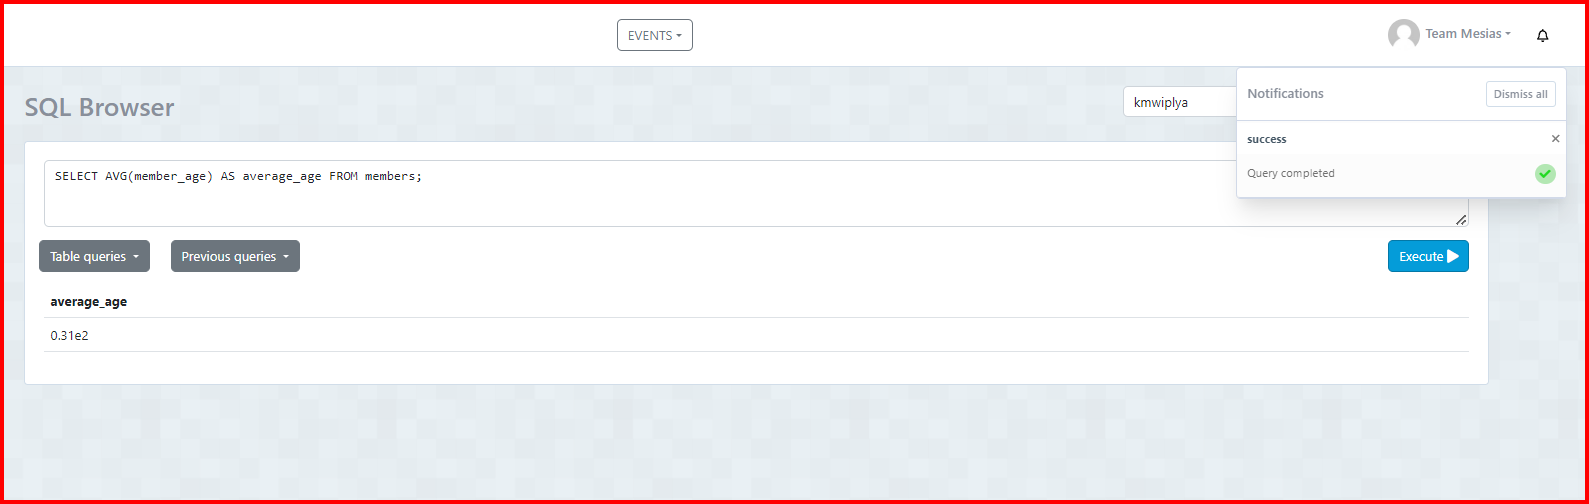 EVENTS
Team Mesias
SQL Browser
kmwiplya
Notifications
Dismiss all
success
Query completed
SELECT AVG(member_age) AS average_age FROM members;
Table queries
Previous queries
Execute
average_age
0.31e2